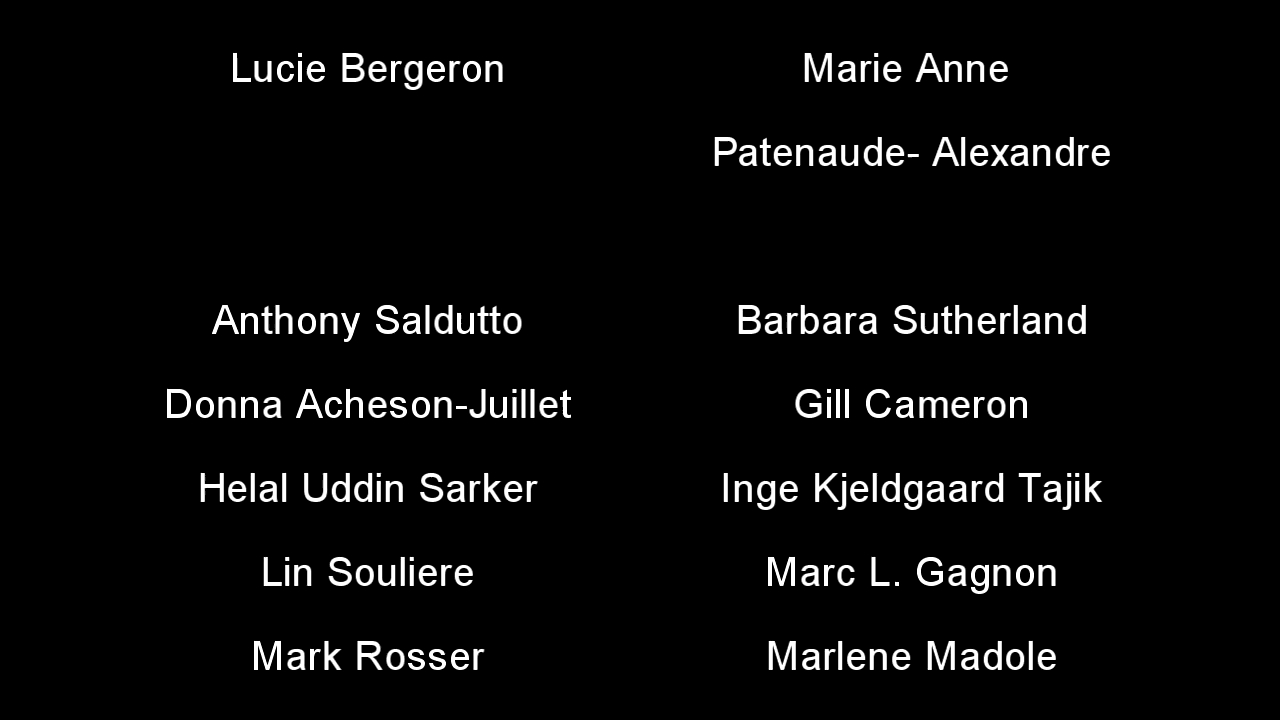 Lucie Bergeron
Marie Anne
Patenaude- Alexandre
Anthony Saldutto
Barbara Sutherland
Donna Acheson-Juillet
Gill Cameron
Helal Uddin Sarker
Inge Kjeldgaard Tajik
Lin Souliere
Marc L. Gagnon
Mark Rosser
Marlene Madole